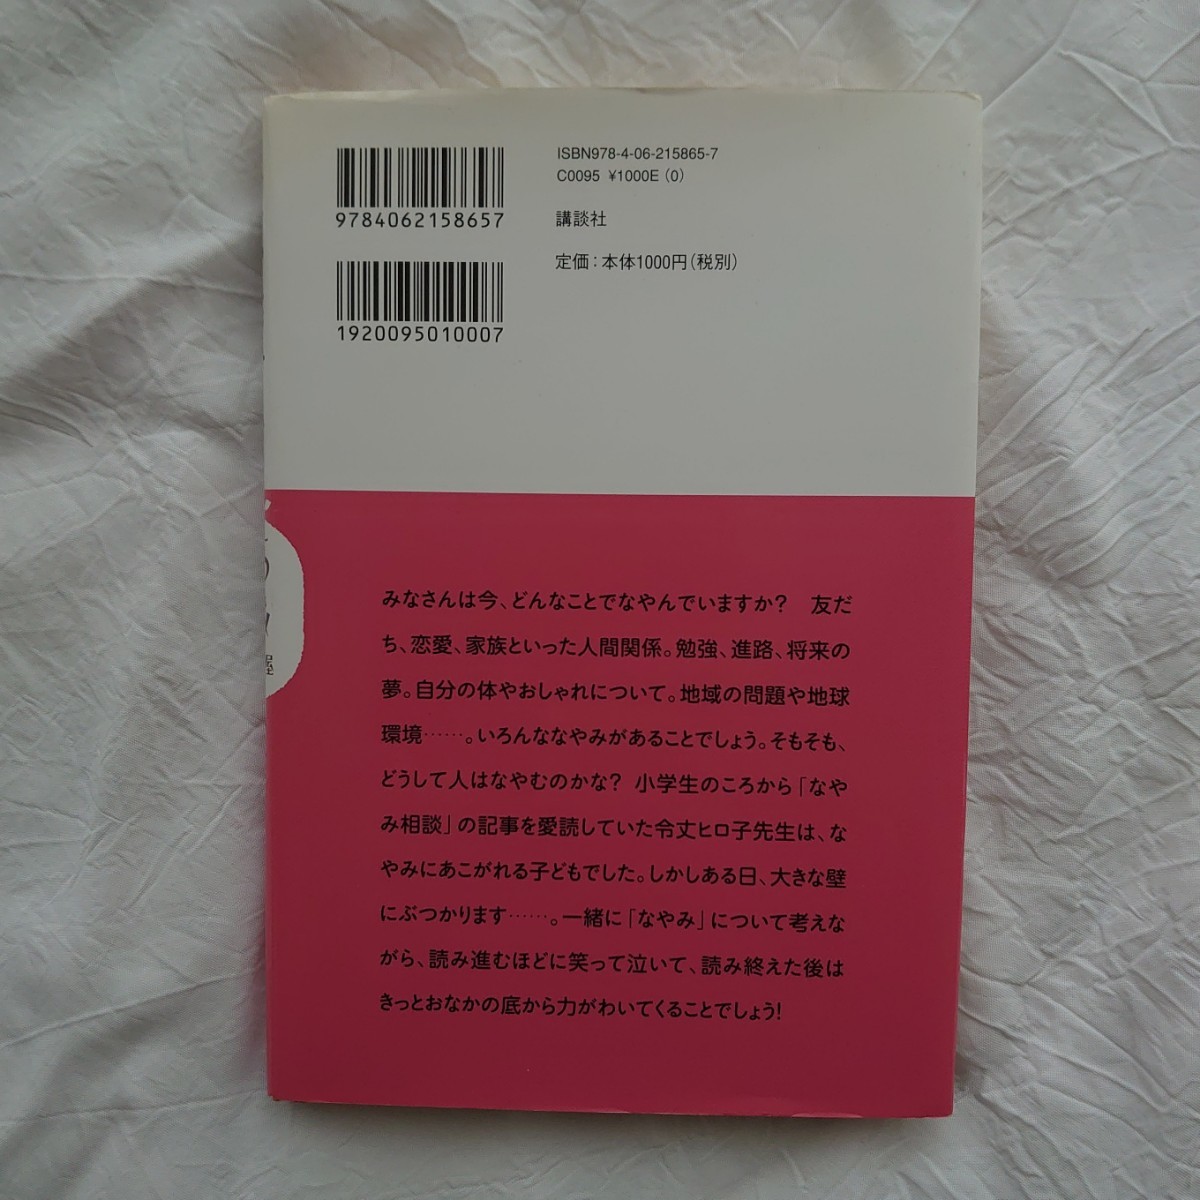 ISBN978-4-06-215865-7
C0095 ¥1000E (0)
9784062158657
講談社
定価：本体1000円(税別)
1920095010007
みなさんは今、どんなことでなやんでいますか?　友だ
ち、恋愛、家族といった人間関係。勉強、進路、将来の
夢。自分の体やおしゃれについて。地域の問題や地球
環境……。いろんななやみがあることでしょう。そもそも、
どうして人はなやむのかな? 小学生のころから「なや
み相談」の記事を愛読していた令丈ヒロ子先生は、な
やみにあこがれる子どもでした。しかしある日、大きな壁
にぶつかります……。一緒に「なやみ」について考えな
がら、読み進むほどに笑って泣いて、読み終えた後は
きっとおなかの底から力がわいてくることでしょう!